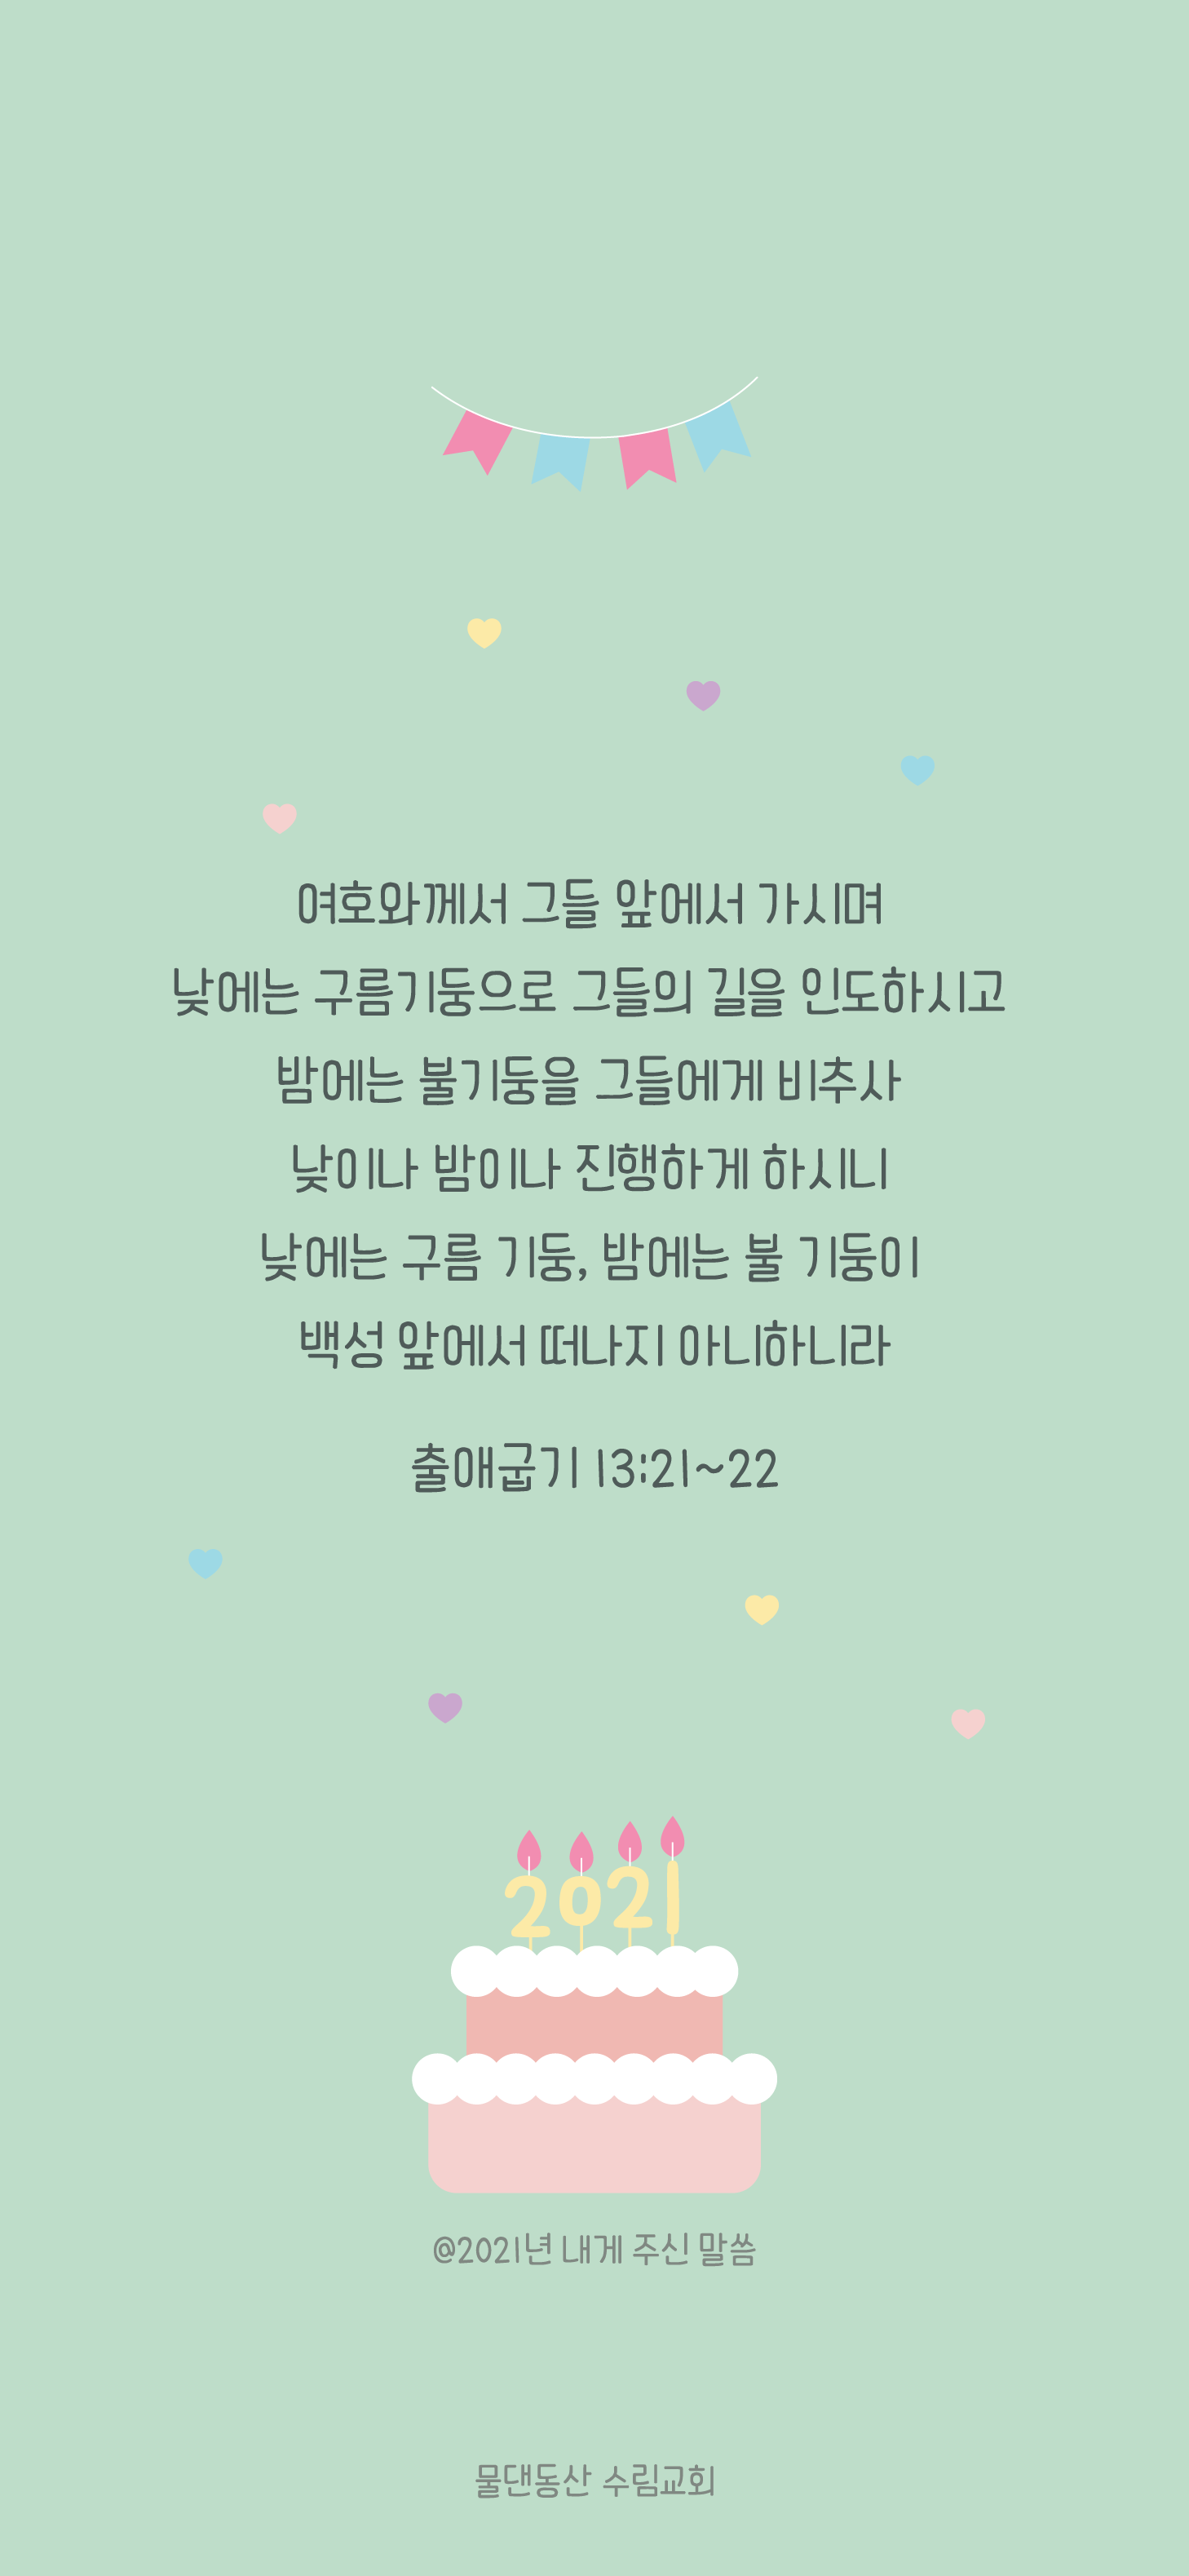 여호와께서 그들 앞에서 가시며
낮에는 구름기둥으로 그들의 길을 인도하시고
밤에는 불기둥을 그들에게 비추사
낮이나 밤이나 진행하게 하시니
낮에는 구름 기둥, 밤에는 불 기둥이
백성 앞에서 떠나지 아니하니라
출애굽기 13:21~22
2021
@2021년 내게 주신 말씀
물댄동산 수림교회